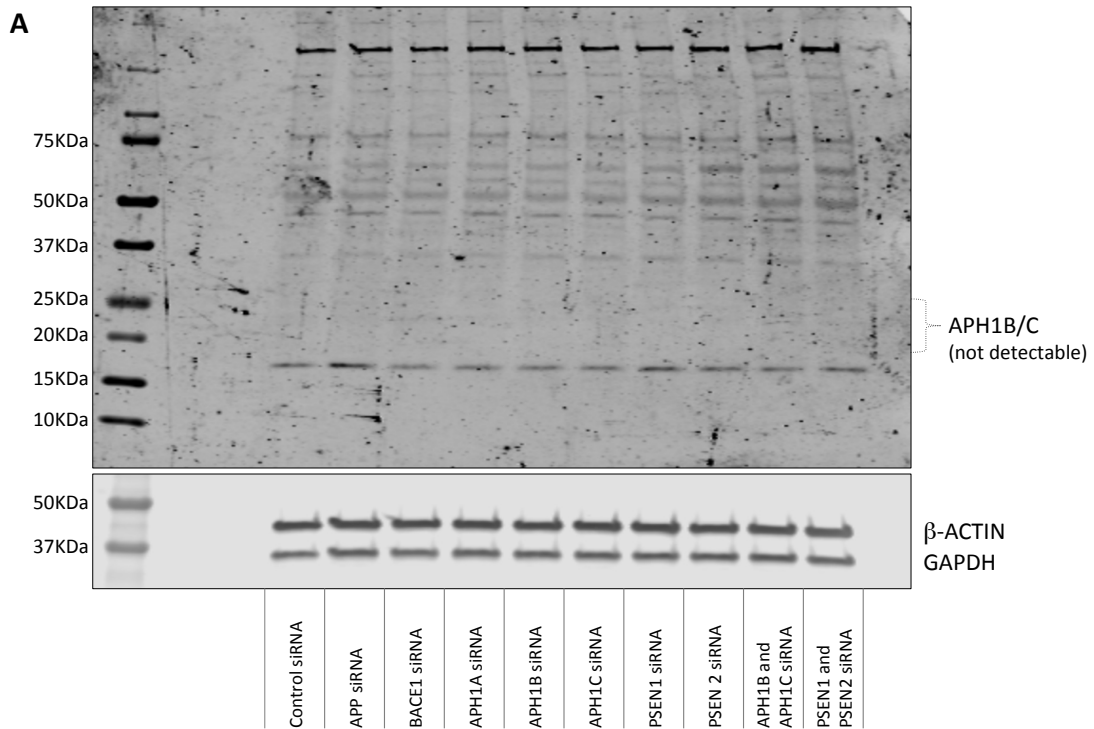 A
75KDa
50KDa
37KDa
25KDa
20KDa
15KDa
10KDa
APH1B/C
(not detectable)
50KDa
37KDa
β-ACTIN
GAPDH
Control siRNA
APP siRNA
BACE1 siRNA
APH1A siRNA
APH1B siRNA
APH1C siRNA
PSEN1 siRNA
PSEN 2 siRNA
APH1B and
APH1C siRNA
PSEN1 and
PSEN2 siRNA